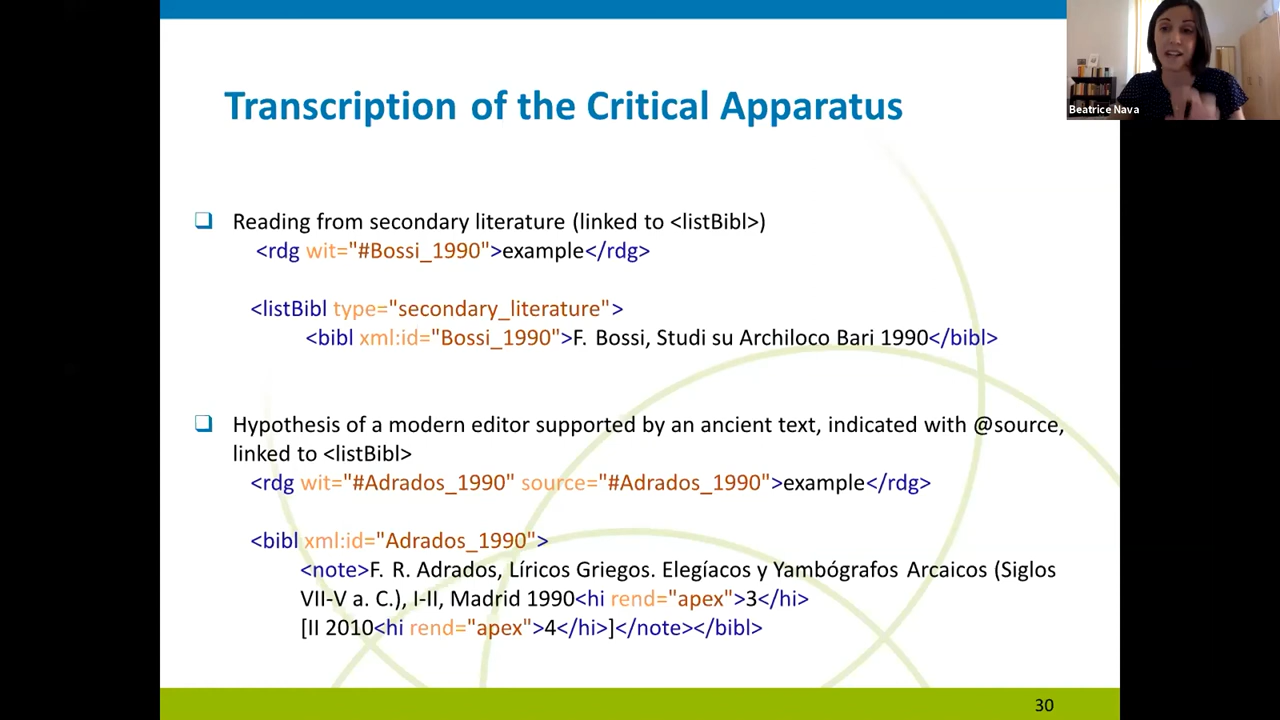 Transcription of the Critical Apparatus
Beatrice Nava
❑ Reading from secondary literature (linked to <listBibl>)
<rdg wit="#Bossi_1990">example</rdg>
<listBibl type="secondary_literature">
<bibl xml:id="Bossi_1990">F. Bossi, Studi su Archiloco Bari 1990</bibl>
❑ Hypothesis of a modern editor supported by an ancient text, indicated with @source,
linked to <listBibl>
<rdg wit="#Adrados_1990" source="#Adrados_1990">example</rdg>
<bibl xml:id="Adrados_1990">
<note>F. R. Adrados, Líricos Griegos. Elegíacos y Yambógrafos Arcaicos (Siglos
VII-V a. C.), I-II, Madrid 1990<hi rend="apex">3</hi>
[II 2010<hi rend="apex">4</hi>]</note></bibl>
30